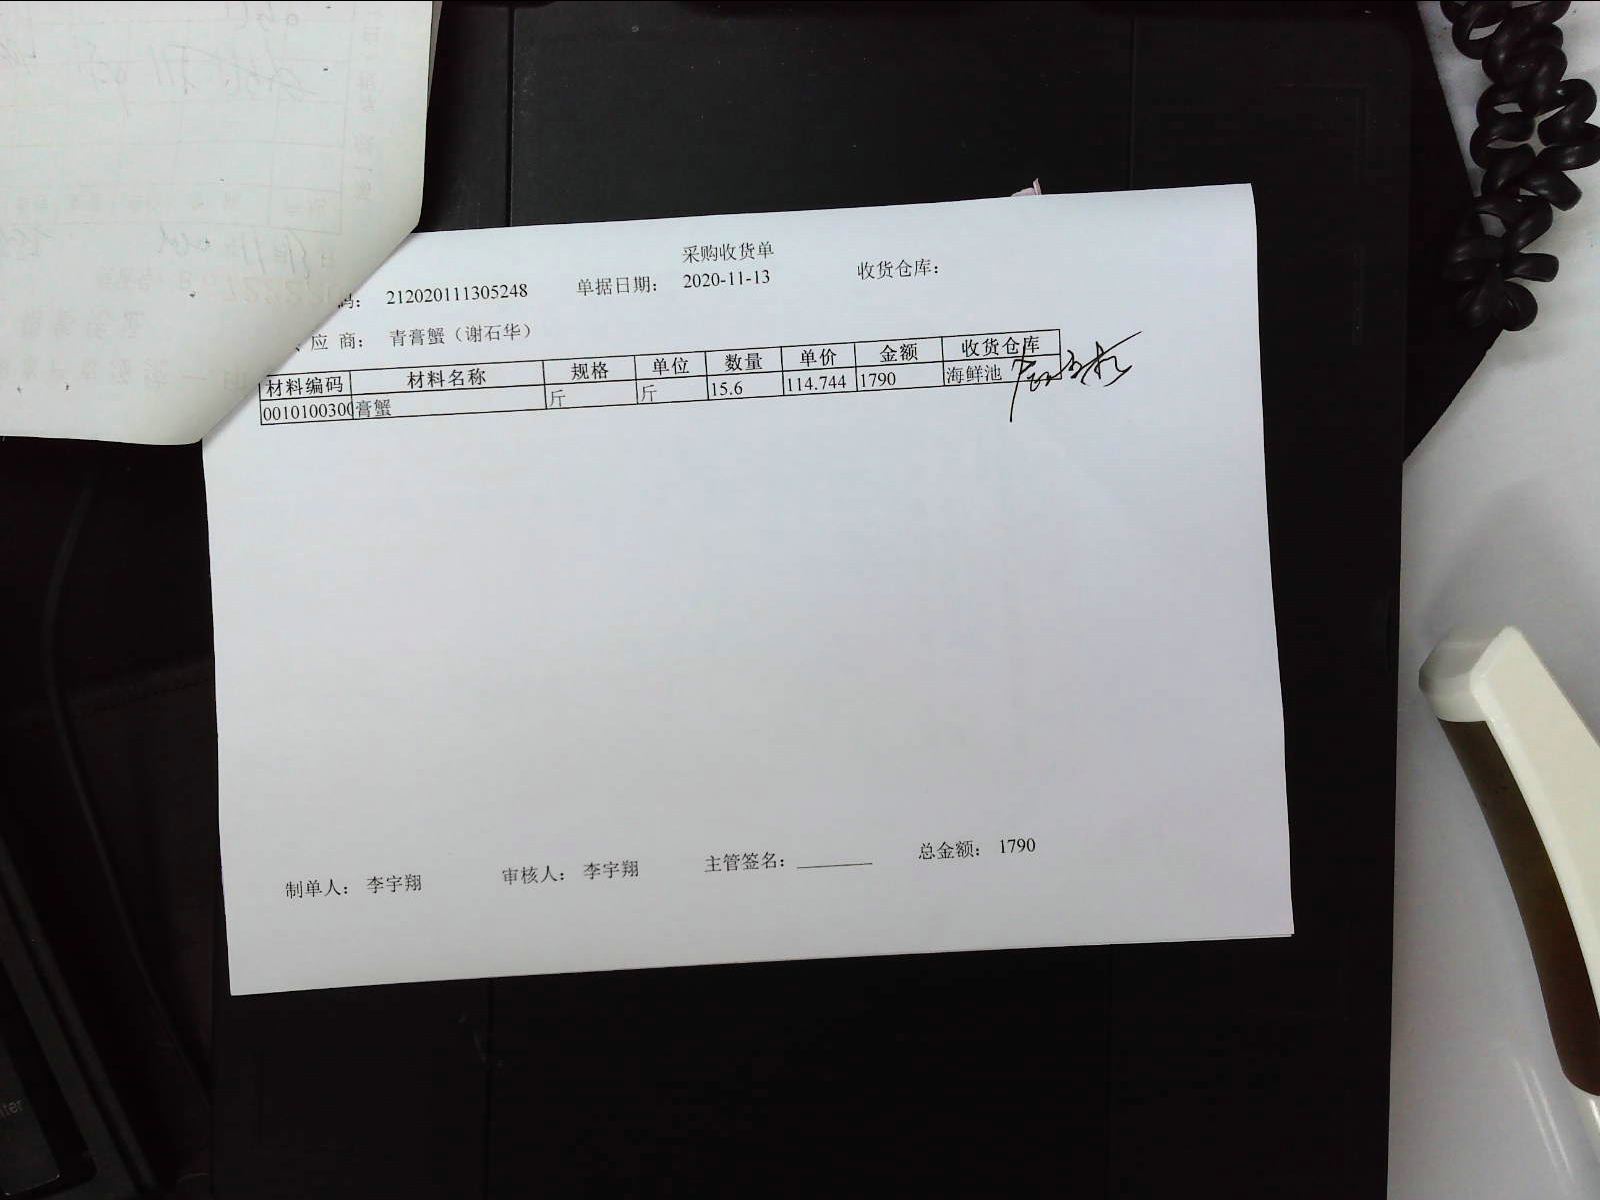 采购收货单
码： 212020111305248 单据日期： 2020-11-13 收货仓库：
应 商： 青膏蟹（谢石华）
材料编码 材料名称 规格 单位 数量 单价 金额 收货仓库
0010100300 膏蟹 斤 斤 15.6 114.744 1790 海鲜池
制单人： 李宇翔 审核人： 李宇翔 主管签名： 总金额： 1790